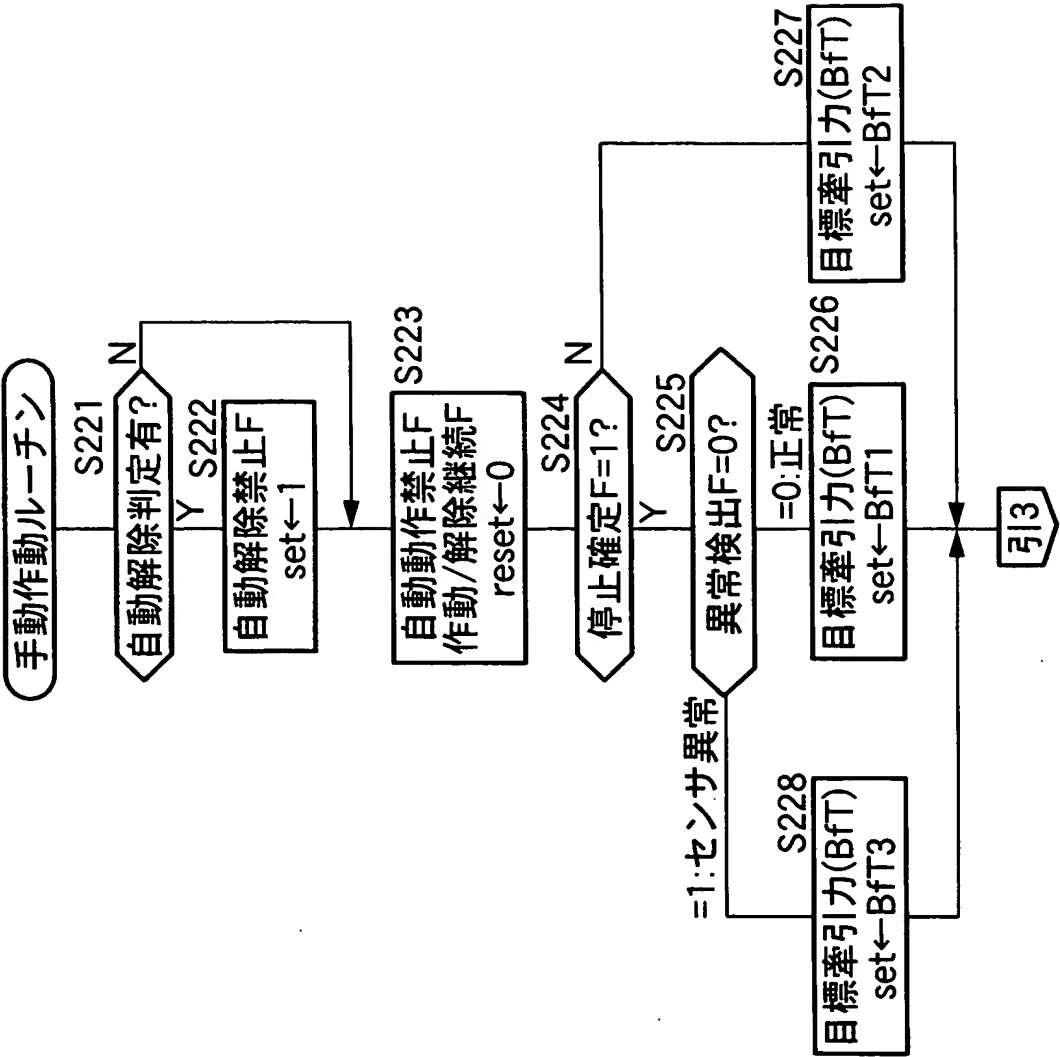 手動作動ルーチン
S221
自動解除判定有?
N
Y
S222
自動解除禁止F
set←1
S223
自動動作禁止F
作動/解除継続F
reset←0
S224
停止確定F=1?
N
Y
S225
異常検出F=0?
=1:センサ異常
=0:正常
S228
目標牽引力(BfT)
set←BfT3
S226
目標牽引力(BfT)
set←BfT1
S227
目標牽引力(BfT)
set←BfT2
引3